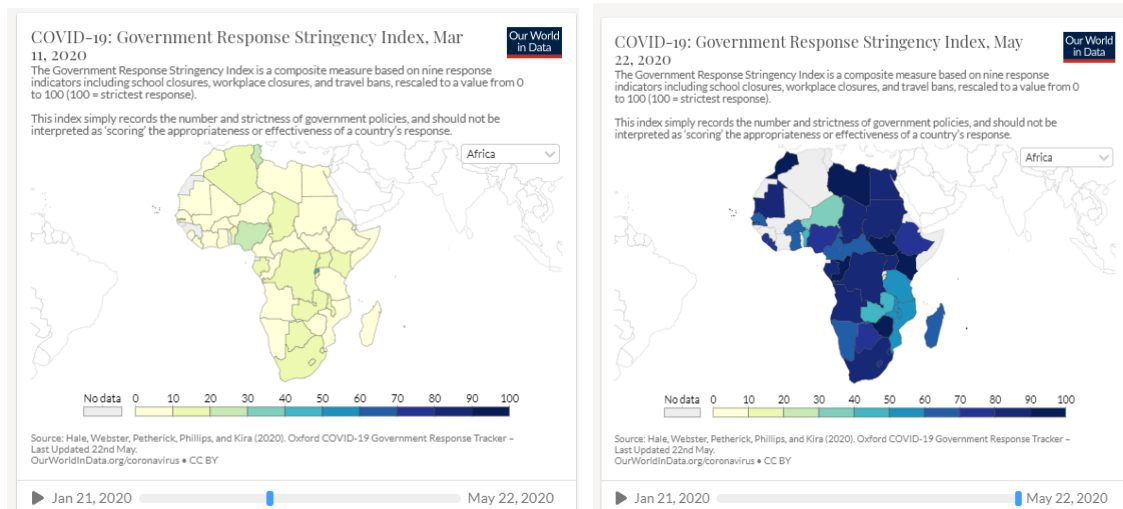 COVID-19: Government Response Stringency Index, Mar
11, 2020
Our World
in Data
The Government Response Stringency Index is a composite measure based on nine response
indicators including school closures, workplace closures, and travel bans, rescaled to a value from 0
to 100 (100 = strictest response).
This index simply records the number and strictness of government policies, and should not be
interpreted as 'scoring' the appropriateness or effectiveness of a country's response.
Africa
No data 0 10 20 30 40 50 60 70 80 90 100
Source: Hale, Webster, Petherick, Phillips, and Kira (2020). Oxford COVID-19 Government Response Tracker –
Last Updated 22nd May.
OurWorldInData.org/coronavirus • CC BY
Jan 21, 2020 May 22, 2020
COVID-19: Government Response Stringency Index, May
22, 2020
Our World
in Data
The Government Response Stringency Index is a composite measure based on nine response
indicators including school closures, workplace closures, and travel bans, rescaled to a value from 0
to 100 (100 = strictest response).
This index simply records the number and strictness of government policies, and should not be
interpreted as 'scoring' the appropriateness or effectiveness of a country's response.
Africa
No data 0 10 20 30 40 50 60 70 80 90 100
Source: Hale, Webster, Petherick, Phillips, and Kira (2020). Oxford COVID-19 Government Response Tracker –
Last Updated 22nd May.
OurWorldInData.org/coronavirus • CC BY
Jan 21, 2020 May 22, 2020